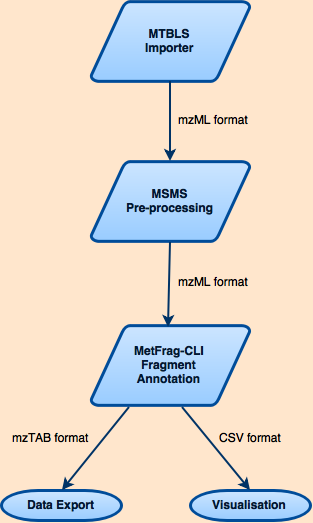 MTBLS
Importer
mzML format
MSMS
Pre-processing
mzML format
MetFrag-CLI
Fragment
Annotation
mzTAB format
CSV format
Data Export
Visualisation